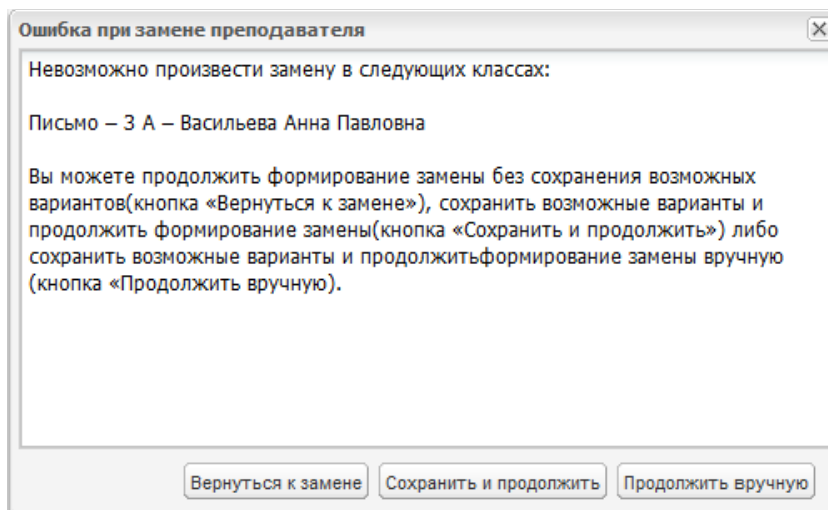 Ошибка при замене преподавателя
Невозможно произвести замену в следующих классах:
Письмо – 3 А – Васильева Анна Павловна
Вы можете продолжить формирование замены без сохранения возможных
вариантов(кнопка «Вернуться к замене»), сохранить возможные варианты и
продолжить формирование замены(кнопка «Сохранить и продолжить») либо
сохранить возможные варианты и продолжитьформирование замены вручную
(кнопка «Продолжить вручную).
Вернуться к замене Сохранить и продолжить Продолжить вручную